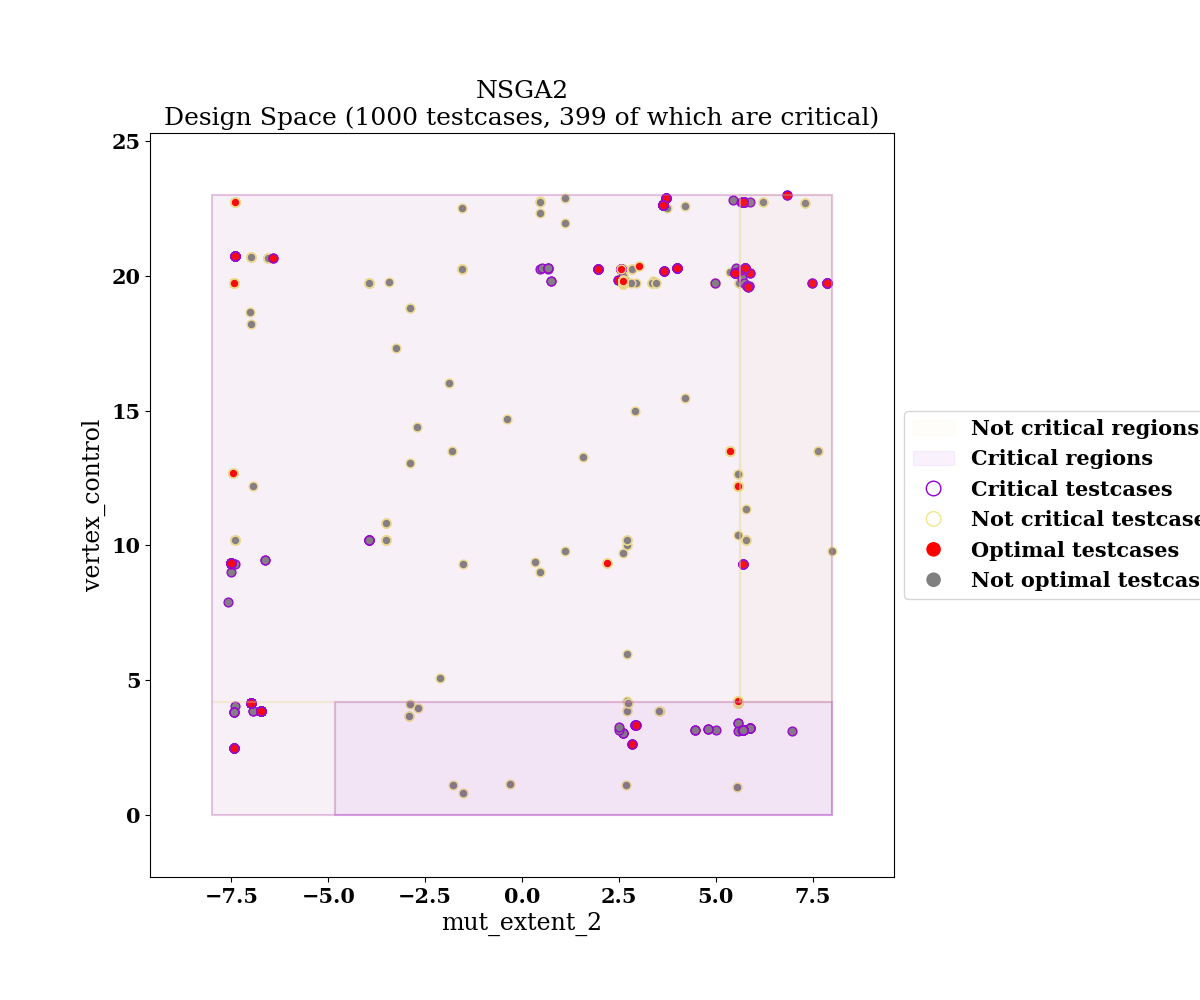 NSGA2
Design Space (1000 testcases, 399 of which are critical)
25
20
15
10
5
0
vertex_control
−7.5
−5.0
−2.5
0.0
2.5
5.0
7.5
mut_extent_2
Not critical regions
Critical regions
Critical testcases
Not critical testcase
Optimal testcases
Not optimal testcas